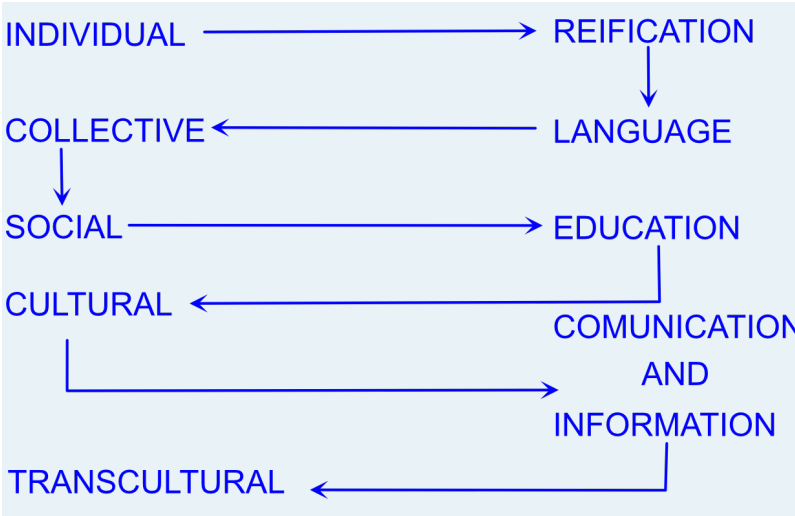 INDIVIDUAL
REIFICATION
COLLECTIVE
LANGUAGE
SOCIAL
EDUCATION
CULTURAL
COMUNICATION
AND
INFORMATION
TRANSCULTURAL